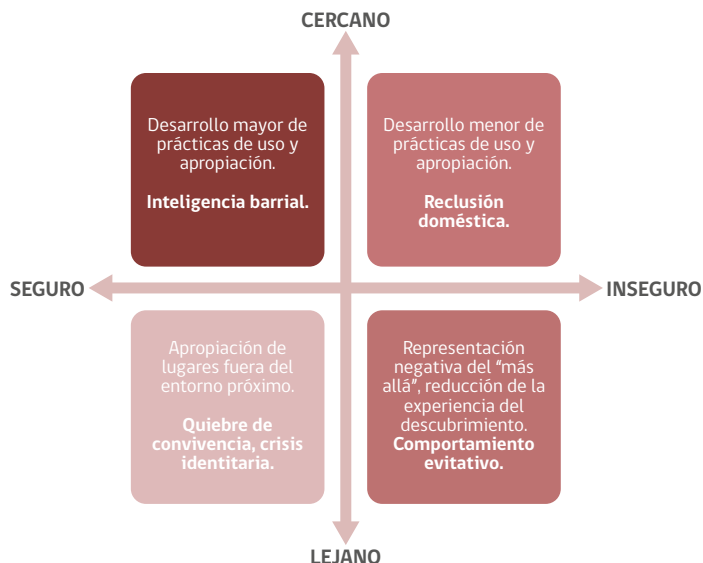 CERCANO
Desarrollo mayor de
prácticas de uso y
apropiación.
Inteligencia barrial.
Desarrollo menor de
prácticas de uso y
apropiación.
Reclusión
doméstica.
SEGURO
INSEGURO
Apropiación de
lugares fuera del
entorno próximo.
Quiebre de
convivencia, crisis
identitaria.
Representación
negativa del “más
allá”, reducción de la
experiencia del
descubrimiento.
Comportamiento
evitativo.
LEJANO